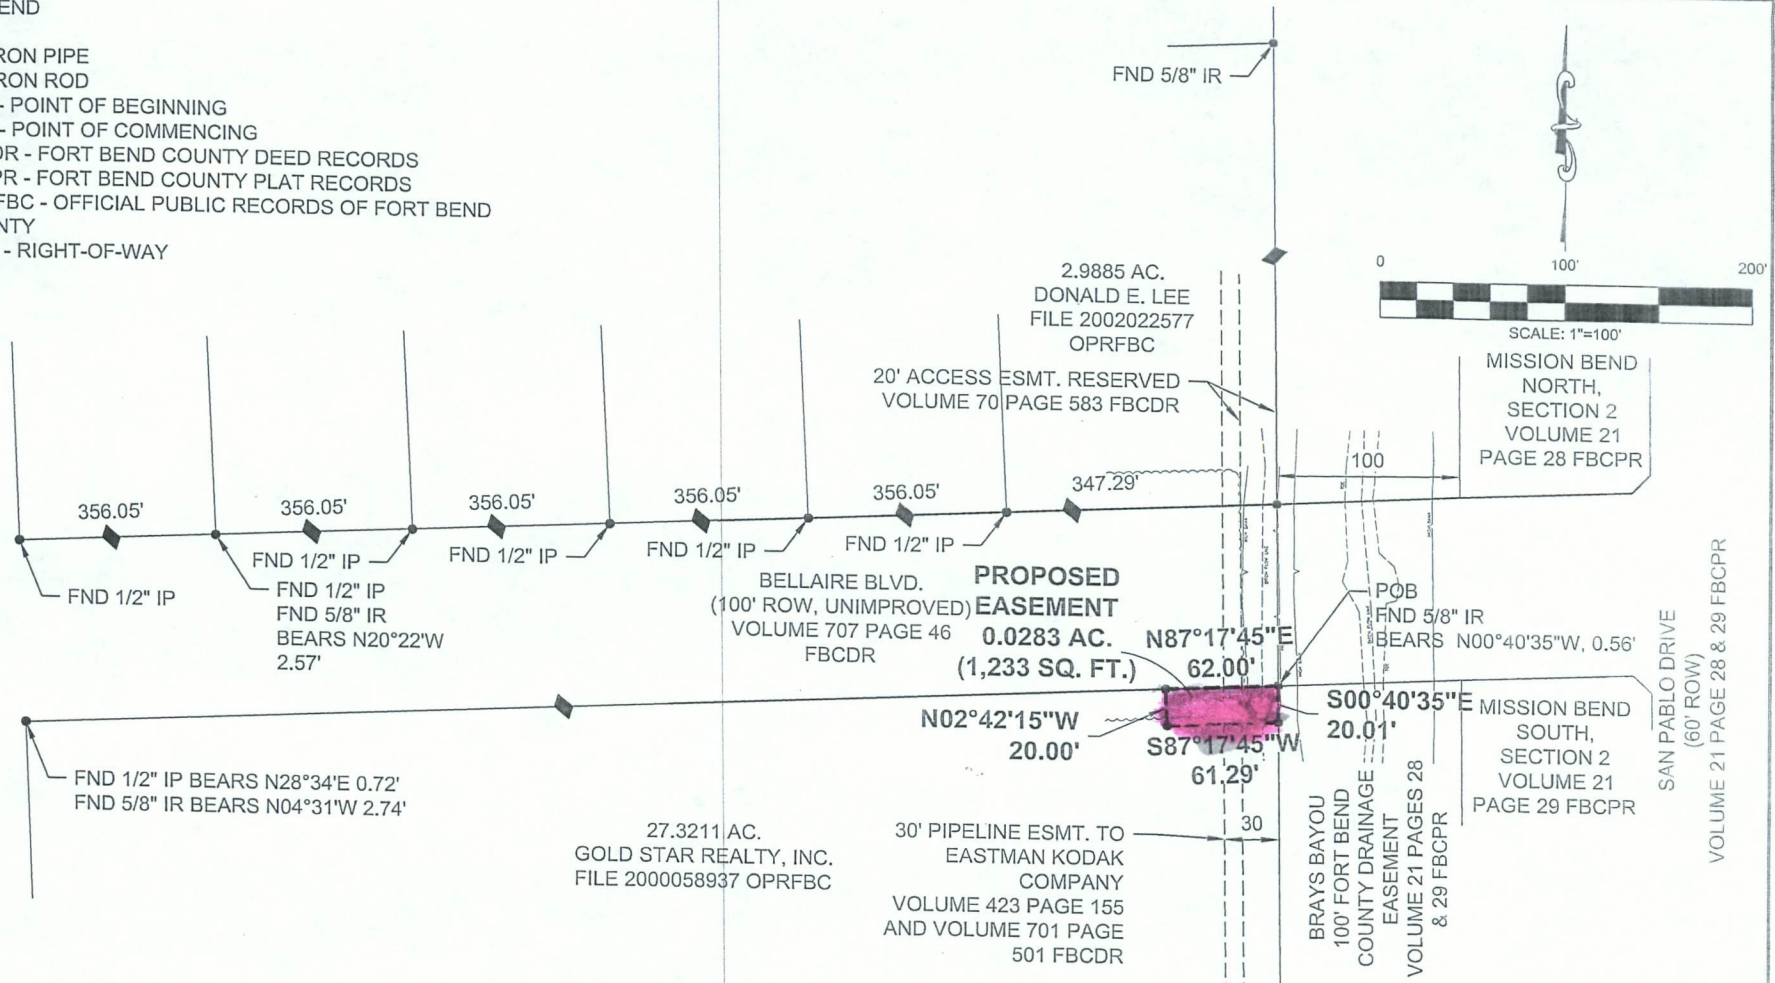 END
RON PIPE
RON ROD
- POINT OF BEGINNING
- POINT OF COMMENCING
DR - FORT BEND COUNTY DEED RECORDS
PR - FORT BEND COUNTY PLAT RECORDS
FBC - OFFICIAL PUBLIC RECORDS OF FORT BEND
NTY
- RIGHT-OF-WAY
FND 5/8" IR
0
100'
200'
SCALE: 1"=100'
2.9885 AC.
DONALD E. LEE
FILE 2002022577
OPRFBC
20' ACCESS ESMT. RESERVED
VOLUME 70 PAGE 583 FBCDR
MISSION BEND
NORTH,
SECTION 2
VOLUME 21
PAGE 28 FBCPR
100
356.05'
356.05'
356.05'
356.05'
356.05'
347.29'
FND 1/2" IP
FND 1/2" IP
FND 1/2" IP
FND 1/2" IP
FND 1/2" IP
FND 1/2" IP
FND 5/8" IR
BEARS N20°22'W
2.57'
BELLAIRE BLVD.
(100' ROW, UNIMPROVED)
VOLUME 707 PAGE 46
FBCDR
PROPOSED
EASEMENT
0.0283 AC.
(1,233 SQ. FT.)
N87°17'45"E
62.00'
POB
FND 5/8" IR
BEARS N00°40'35"W, 0.56'
N02°42'15"W
20.00'
S87°17'45"W
61.29'
S00°40'35"E
20.01'
MISSION BEND
SOUTH,
SECTION 2
VOLUME 21
PAGE 29 FBCPR
SAN PABLO DRIVE
(60' ROW)
VOLUME 21 PAGE 28 & 29 FBCPR
FND 1/2" IP BEARS N28°34'E 0.72'
FND 5/8" IR BEARS N04°31'W 2.74'
27.3211 AC.
GOLD STAR REALTY, INC.
FILE 2000058937 OPRFBC
30' PIPELINE ESMT. TO
EASTMAN KODAK
COMPANY
VOLUME 423 PAGE 155
AND VOLUME 701 PAGE
501 FBCDR
30
BRAYS BAYOU
100' FORT BEND
COUNTY DRAINAGE
EASEMENT
VOLUME 21 PAGES 28
& 29 FBCPR